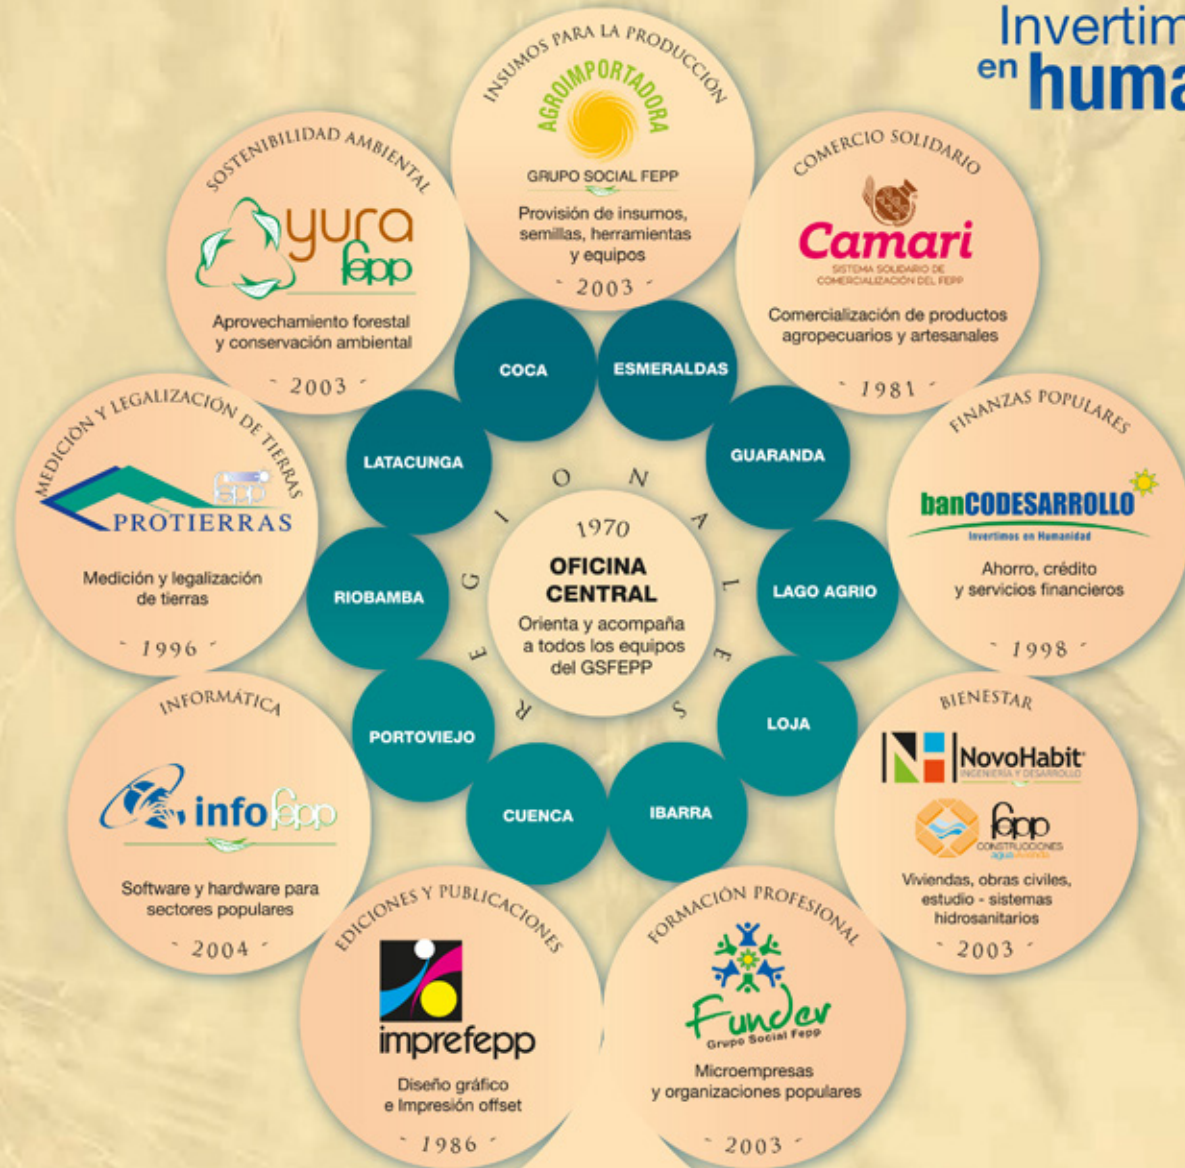 Invertim
en huma
INSUMOS PARA LA PRODUCCIÓN
AGROIMPORTADORA
GRUPO SOCIAL FEPP
Provisión de insumos,
semillas, herramientas
y equipos
- 2003 -
COMERCIO SOLIDARIO
Camari
SISTEMA SOLIDARIO DE
COMERCIALIZACIÓN DEL FEPP
Comercialización de productos
agropecuarios y artesanales
- 1981 -
FINANZAS POPULARES
banCODESARROLLO
Invertimos en Humanidad
Ahorro, crédito
y servicios financieros
- 1998 -
BIENESTAR
NovoHabit
INGENIERÍA Y DESARROLLO
fepp
CONSTRUCCIONES
Viviendas, obras civiles,
estudio - sistemas
hidrosanitarios
- 2003 -
FORMACIÓN PROFESIONAL
Funder
Grupo Social Fepp
Microempresas
y organizaciones populares
- 2003 -
EDICIONES Y PUBLICACIONES
imprefepp
Diseño gráfico
e Impresión offset
- 1986 -
INFORMÁTICA
infofepp
Software y hardware para
sectores populares
- 2004 -
MEDICIÓN Y LEGALIZACIÓN DE TIERRAS
fepp
PROTIERRAS
Medición y legalización
de tierras
- 1996 -
SOSTENIBILIDAD AMBIENTAL
yura
fepp
Aprovechamiento forestal
y conservación ambiental
- 2003 -
COCA
ESMERALDAS
GUARANDA
LAGO AGRIO
LOJA
IBARRA
CUENCA
PORTOVIEJO
RIOBAMBA
LATACUNGA
REGIONALES
1970
OFICINA
CENTRAL
Orienta y acompaña
a todos los equipos
del GSFEPP